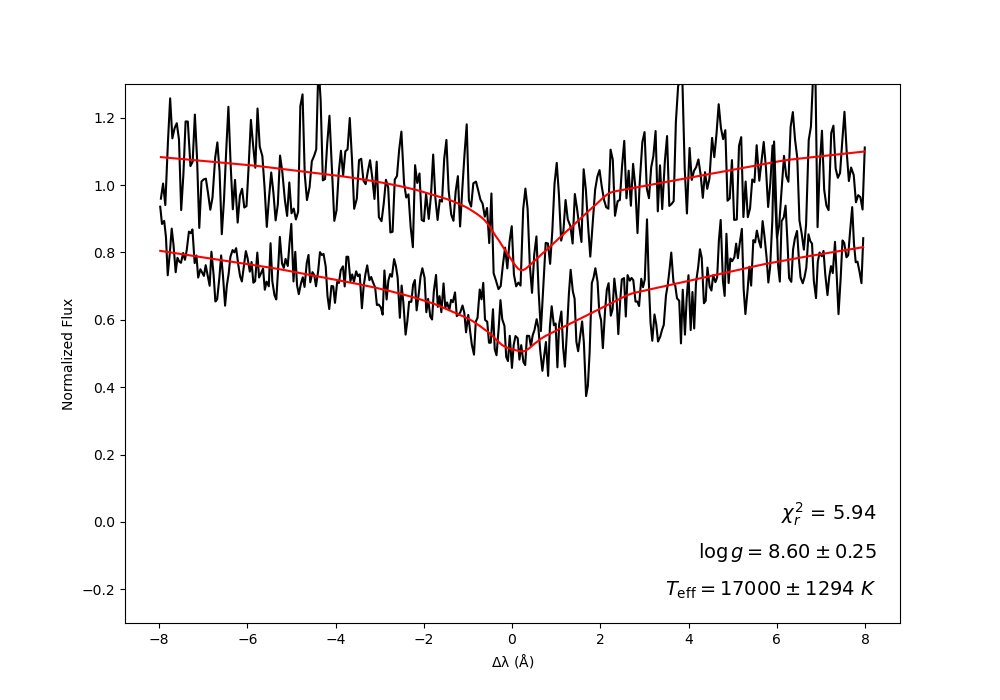 1.2
1.0
0.8
0.6
0.4
0.2
0.0
−0.2
Normalized Flux
χ²ᵣ = 5.94
log g = 8.60 ± 0.25
T_eff = 17000 ± 1294 K
−8 −6 −4 −2 0 2 4 6 8
Δλ (Å)